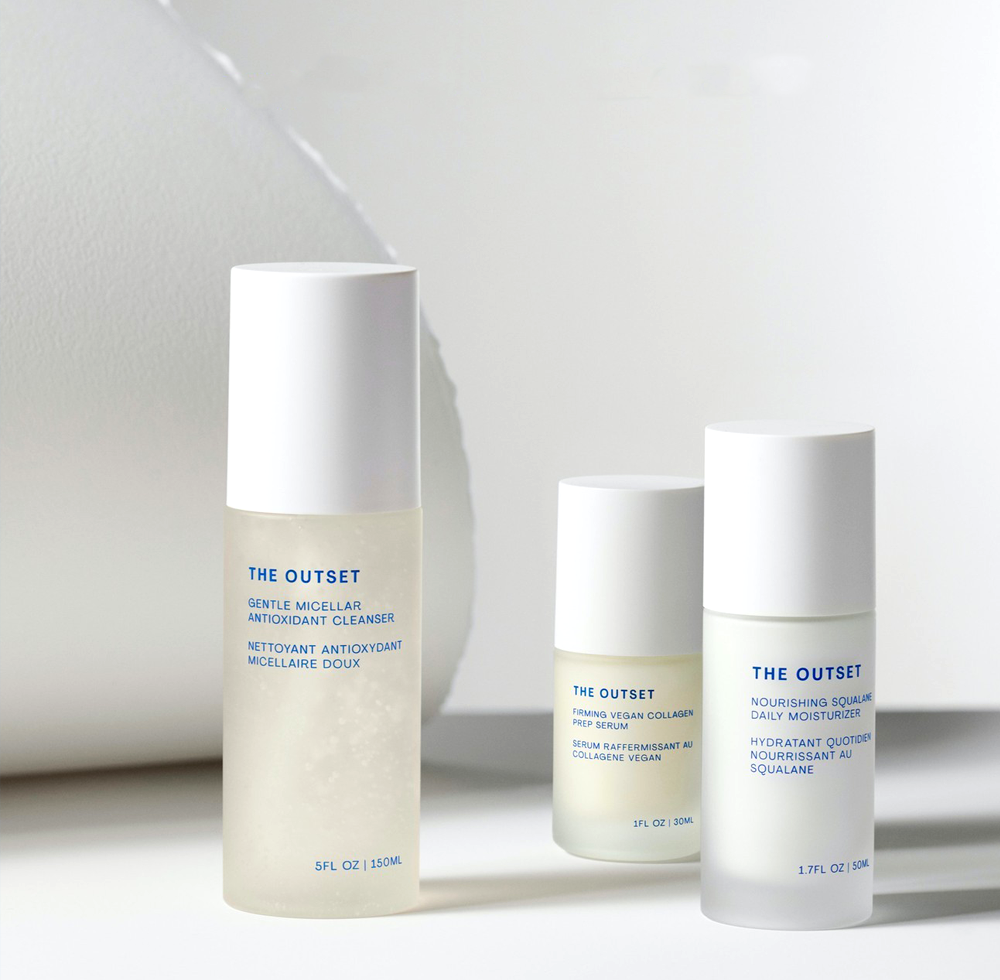 THE OUTSET
GENTLE MICELLAR
ANTIOXIDANT CLEANSER
NETTOYANT ANTIOXYDANT
MICELLAIRE DOUX
5FL OZ | 150ML
THE OUTSET
FIRMING VEGAN COLLAGEN
PREP SERUM
SERUM RAFFERMISSANT AU
COLLAGENE VEGAN
1FL OZ | 30ML
THE OUTSET
NOURISHING SQUALANE
DAILY MOISTURIZER
HYDRATANT QUOTIDIEN
NOURRISSANT AU
SQUALANE
1.7FL OZ | 50ML